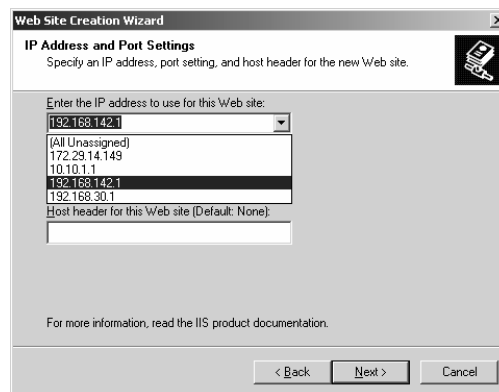 Web Site Creation Wizard
IP Address and Port Settings
Specify an IP address, port setting, and host header for the new Web site.
Enter the IP address to use for this Web site:
192.168.142.1
(All Unassigned)
172.29.14.149
10.10.1.1
192.168.142.1
192.168.30.1
Host header for this Web site (Default: None):
For more information, read the IIS product documentation.
< Back Next > Cancel